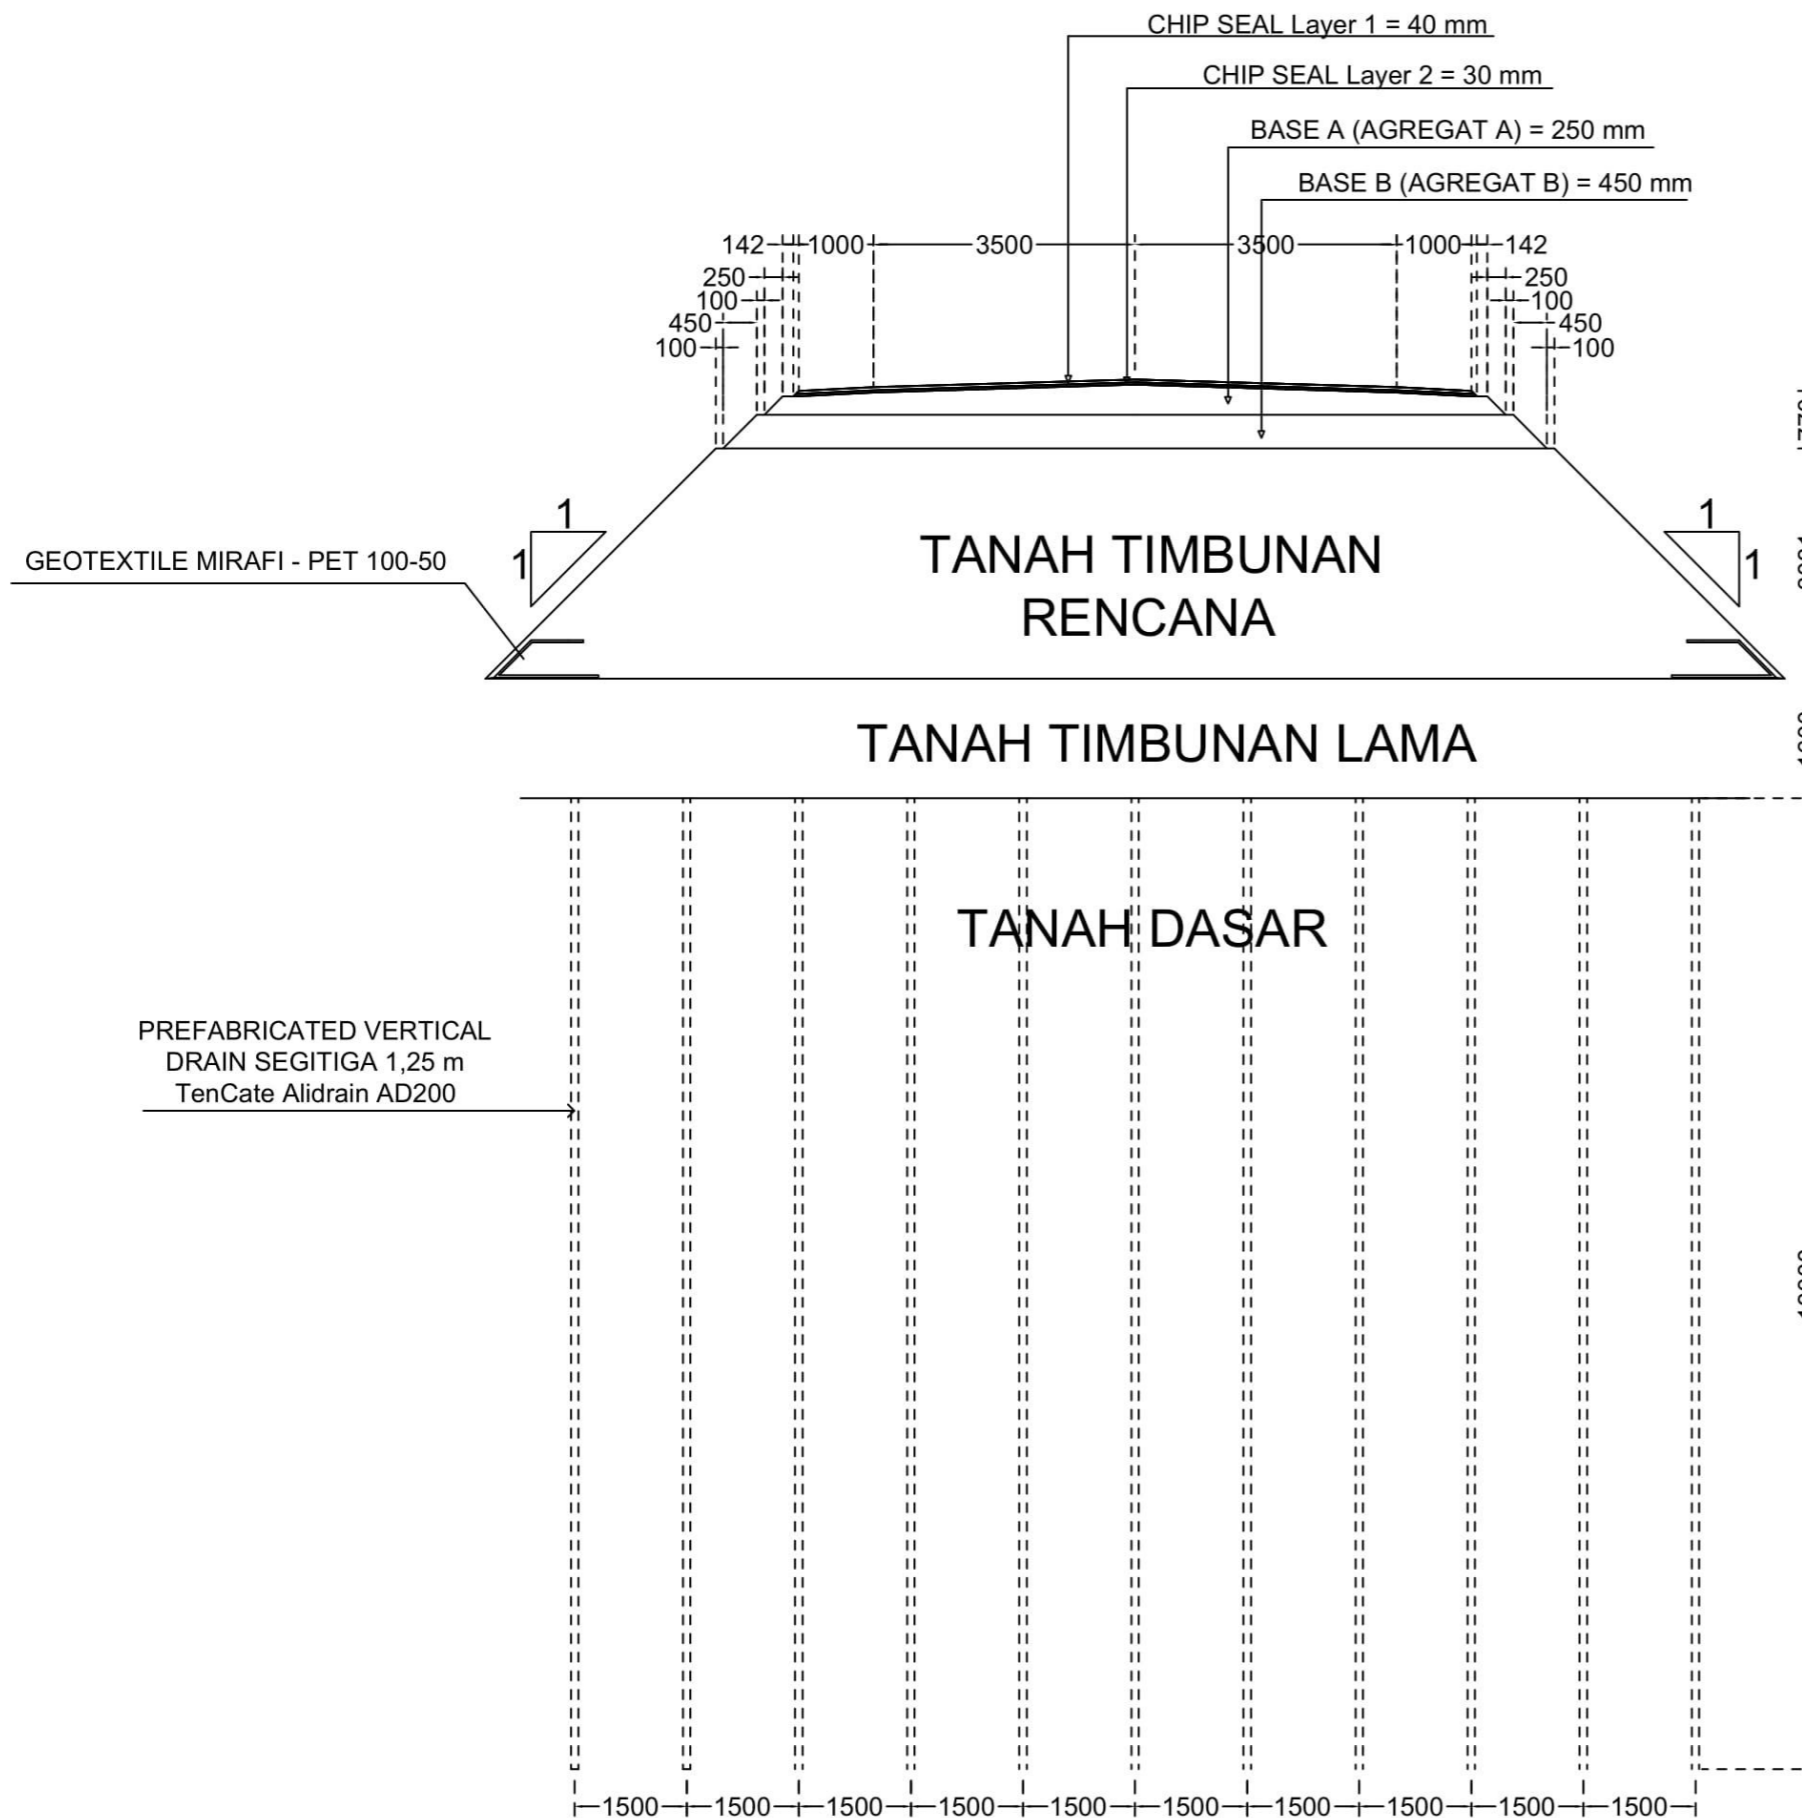 CHIP SEAL Layer 1 = 40 mm
CHIP SEAL Layer 2 = 30 mm
BASE A (AGREGAT A) = 250 mm
BASE B (AGREGAT B) = 450 mm
142 1000 3500 3500 1000 142
250 250
100 100
450 450
100 100
1 1
1 1
GEOTEXTILE MIRAFI - PET 100-50
TANAH TIMBUNAN
RENCANA
TANAH TIMBUNAN LAMA
TANAH DASAR
PREFABRICATED VERTICAL
DRAIN SEGITIGA 1,25 m
TenCate Alidrain AD200
1500 1500 1500 1500 1500 1500 1500 1500 1500 1500